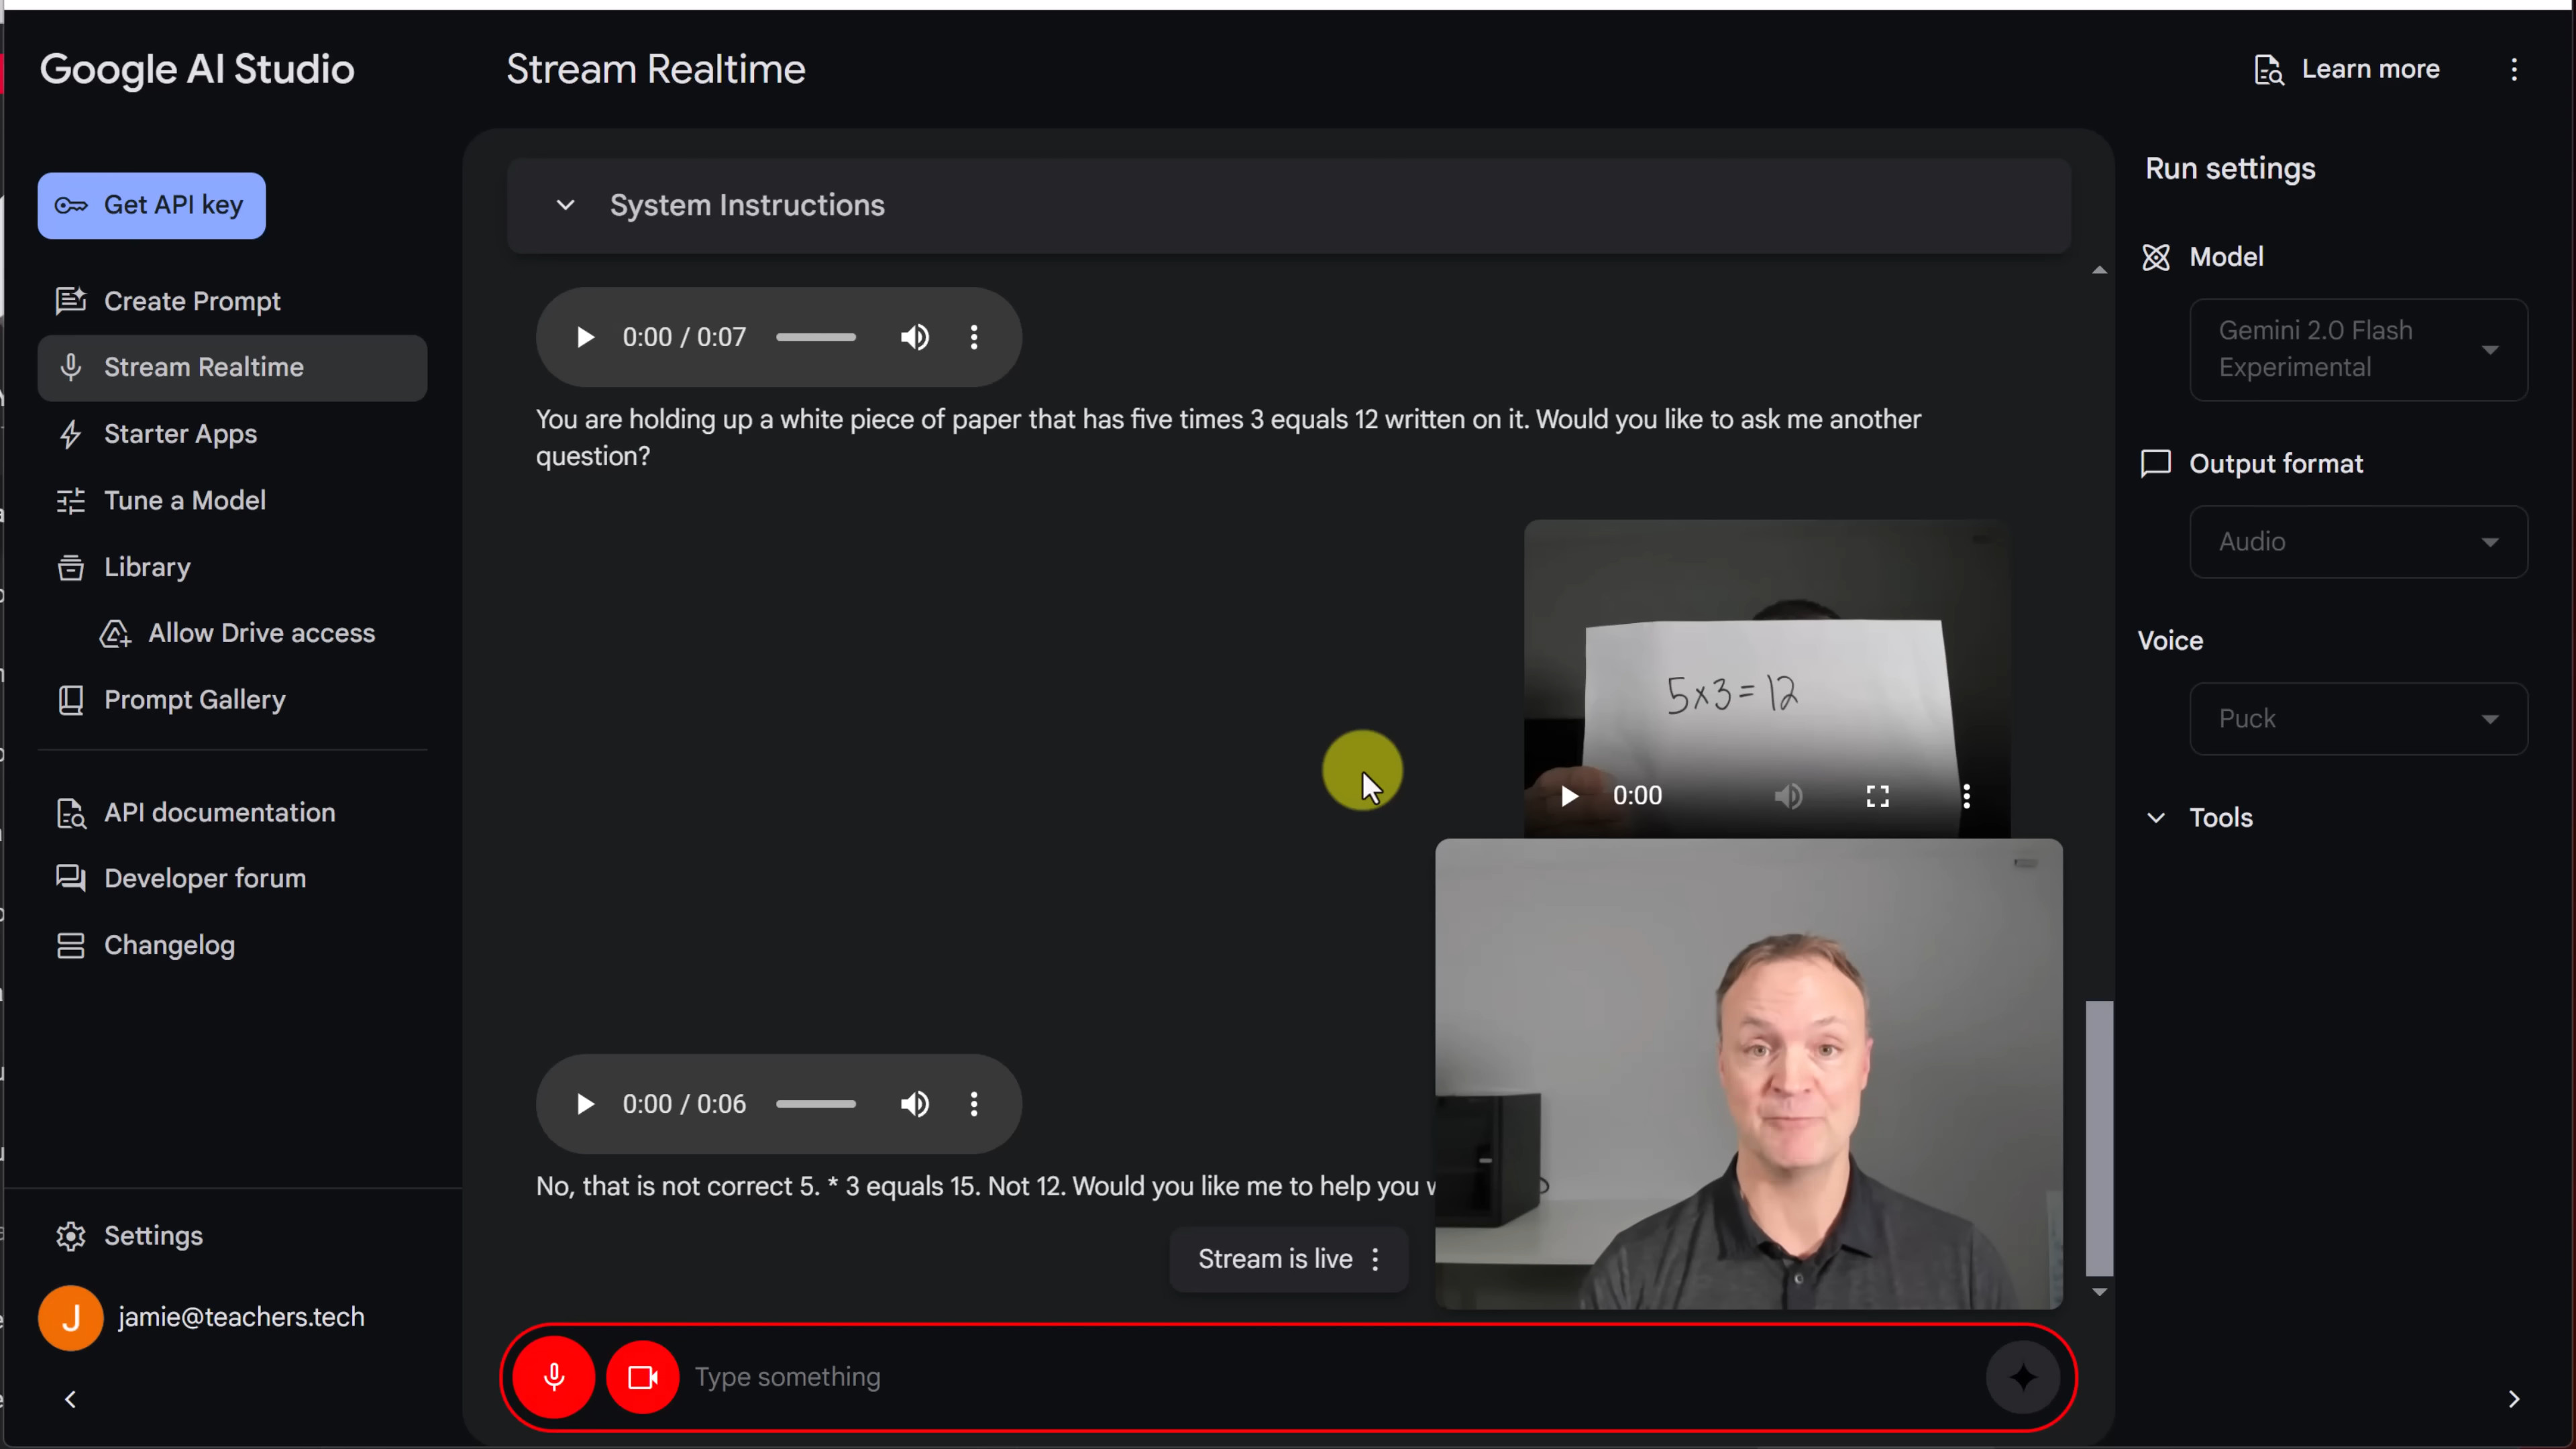 Google AI Studio
Stream Realtime
Learn more
Get API key
Create Prompt
Stream Realtime
Starter Apps
Tune a Model
Library
Allow Drive access
Prompt Gallery
API documentation
Developer forum
Changelog
Settings
J
jamie@teachers.tech
System Instructions
0:00 / 0:07
You are holding up a white piece of paper that has five times 3 equals 12 written on it. Would you like to ask me another
question?
5x3=12
0:00
0:00 / 0:06
No, that is not correct 5. * 3 equals 15. Not 12. Would you like me to help you
Stream is live
Type something
Run settings
Model
Gemini 2.0 Flash
Experimental
Output format
Audio
Voice
Puck
Tools